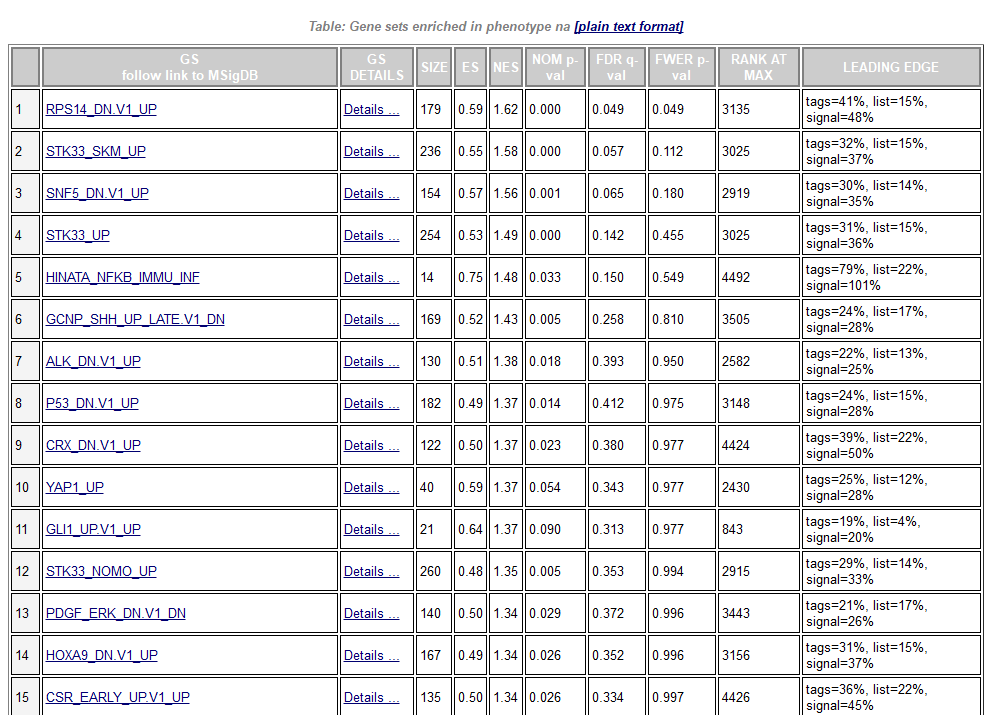 Table: Gene sets enriched in phenotype na [plain text format]
GS follow link to MSigDB GS DETAILS SIZE ES NES NOM p-val FDR q-val FWER p-val RANK AT MAX LEADING EDGE
1 RPS14_DN.V1_UP Details ... 179 0.59 1.62 0.000 0.049 0.049 3135 tags=41%, list=15%, signal=48%
2 STK33_SKM_UP Details ... 236 0.55 1.58 0.000 0.057 0.112 3025 tags=32%, list=15%, signal=37%
3 SNF5_DN.V1_UP Details ... 154 0.57 1.56 0.001 0.065 0.180 2919 tags=30%, list=14%, signal=35%
4 STK33_UP Details ... 254 0.53 1.49 0.000 0.142 0.455 3025 tags=31%, list=15%, signal=36%
5 HINATA_NFKB_IMMU_INF Details ... 14 0.75 1.48 0.033 0.150 0.549 4492 tags=79%, list=22%, signal=101%
6 GCNP_SHH_UP_LATE.V1_DN Details ... 169 0.52 1.43 0.005 0.258 0.810 3505 tags=24%, list=17%, signal=28%
7 ALK_DN.V1_UP Details ... 130 0.51 1.38 0.018 0.393 0.950 2582 tags=22%, list=13%, signal=25%
8 P53_DN.V1_UP Details ... 182 0.49 1.37 0.014 0.412 0.975 3148 tags=24%, list=15%, signal=28%
9 CRX_DN.V1_UP Details ... 122 0.50 1.37 0.023 0.380 0.977 4424 tags=39%, list=22%, signal=50%
10 YAP1_UP Details ... 40 0.59 1.37 0.054 0.343 0.977 2430 tags=25%, list=12%, signal=28%
11 GLI1_UP.V1_UP Details ... 21 0.64 1.37 0.090 0.313 0.977 843 tags=19%, list=4%, signal=20%
12 STK33_NOMO_UP Details ... 260 0.48 1.35 0.005 0.353 0.994 2915 tags=29%, list=14%, signal=33%
13 PDGF_ERK_DN.V1_DN Details ... 140 0.50 1.34 0.029 0.372 0.996 3443 tags=21%, list=17%, signal=26%
14 HOXA9_DN.V1_UP Details ... 167 0.49 1.34 0.026 0.352 0.996 3156 tags=31%, list=15%, signal=37%
15 CSR_EARLY_UP.V1_UP Details ... 135 0.50 1.34 0.026 0.334 0.997 4426 tags=36%, list=22%, signal=45%